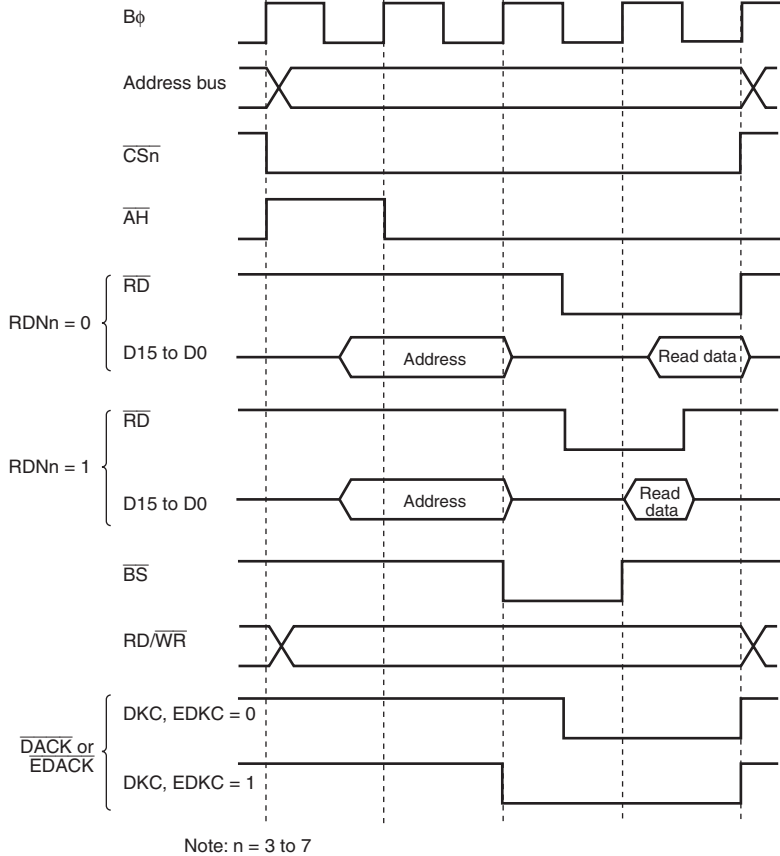 Bϕ
Address bus
CSn
AH
RD
RDNn = 0
D15 to D0
Address
Read data
RD
RDNn = 1
D15 to D0
Address
Read
data
BS
RD/WR
DKC, EDKC = 0
DACK or
EDACK
DKC, EDKC = 1
Note: n = 3 to 7